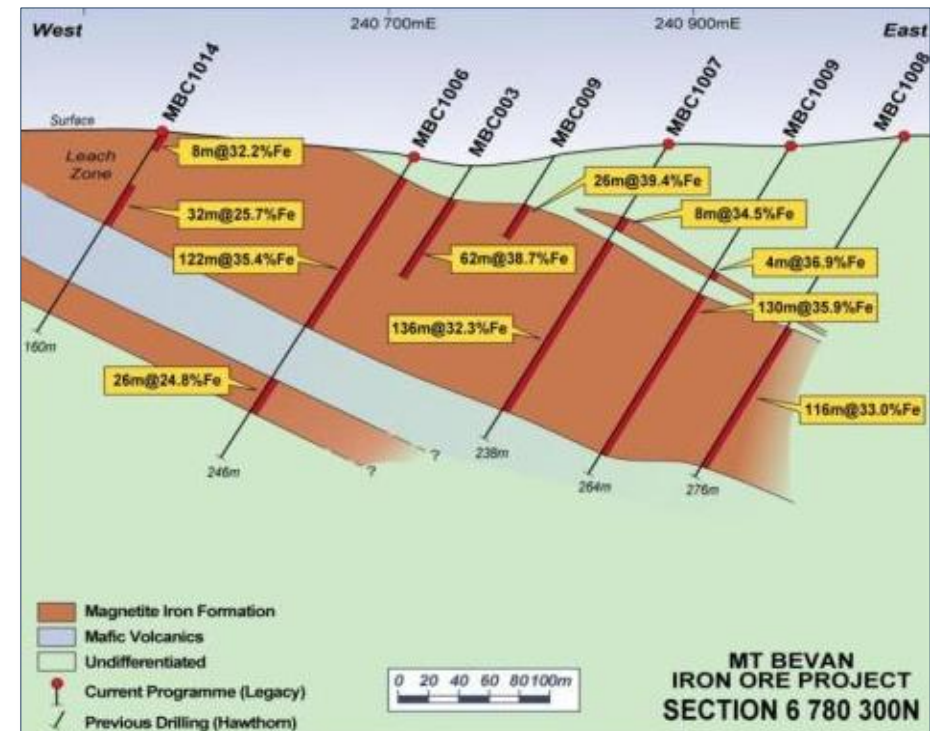 West
240 700mE
240 900mE
East
MBC1014
MBC1006
MBC003
MBC009
MBC1007
MBC1009
MBC1008
Surface
Leach
Zone
8m@32.2%Fe
26m@39.4%Fe
32m@25.7%Fe
8m@34.5%Fe
122m@35.4%Fe
62m@38.7%Fe
4m@36.9%Fe
130m@35.9%Fe
136m@32.3%Fe
160m
26m@24.8%Fe
116m@33.0%Fe
246m
?
?
238m
264m
276m
Magnetite Iron Formation
Mafic Volcanics
Undifferentiated
Current Programme (Legacy)
Previous Drilling (Hawthorn)
0 20 40 60 80 100m
MT BEVAN
IRON ORE PROJECT
SECTION 6 780 300N